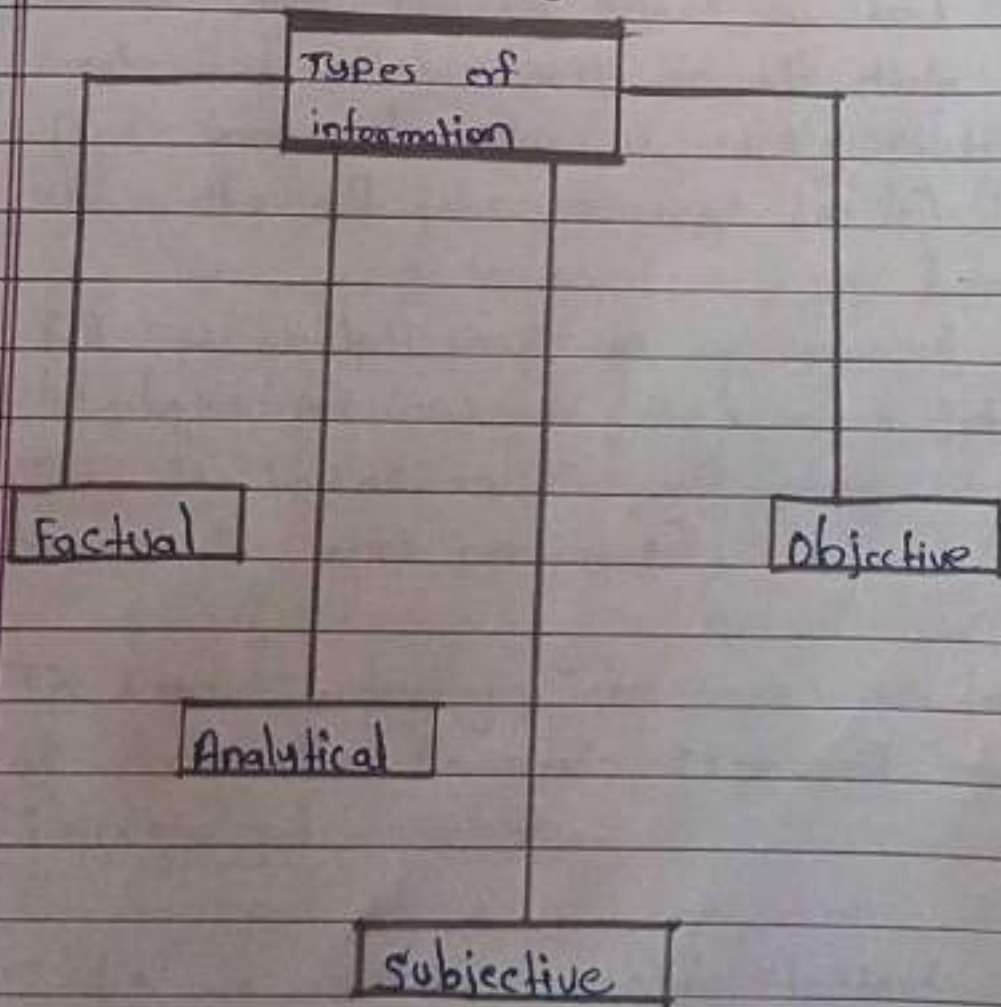 Types of
information
Factual
Objective
Analytical
Subjective